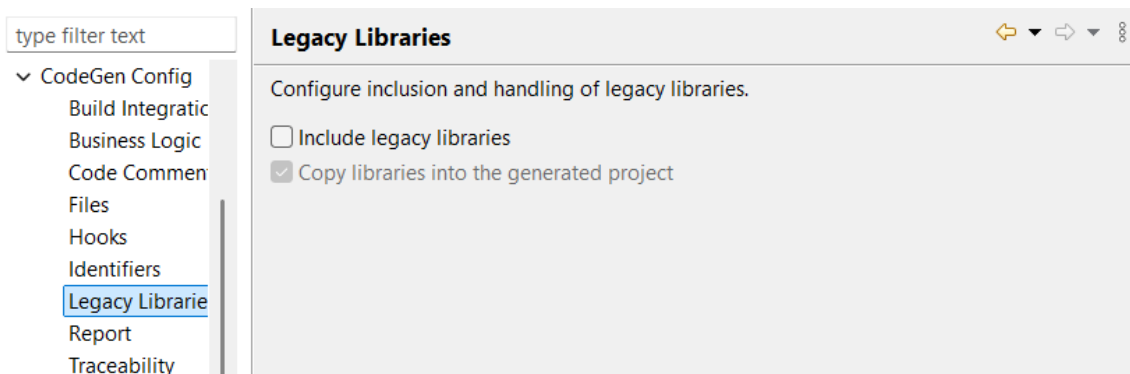 type filter text
CodeGen Config
Build Integratic
Business Logic
Code Commen
Files
Hooks
Identifiers
Legacy Librarie
Report
Traceability
Legacy Libraries
Configure inclusion and handling of legacy libraries.
Include legacy libraries
Copy libraries into the generated project